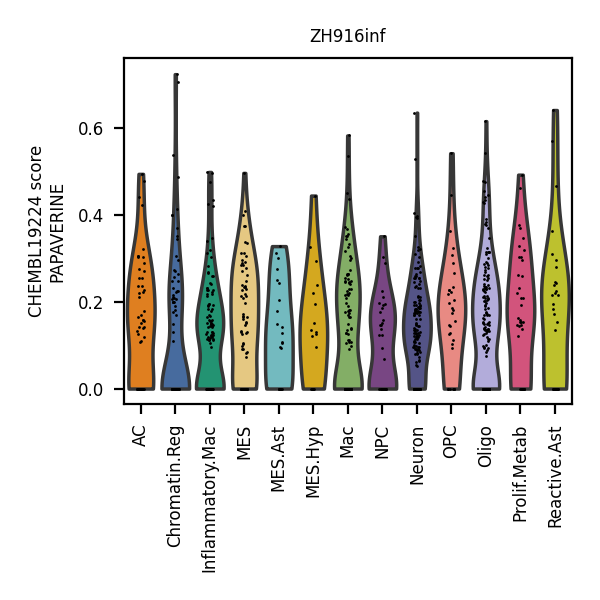 ZH916inf
CHEMBL19224 score
PAPAVERINE
0.6
0.4
0.2
0.0
AC
Chromatin.Reg
Inflammatory.Mac
MES
MES.Ast
MES.Hyp
Mac
NPC
Neuron
OPC
Oligo
Prolif.Metab
Reactive.Ast